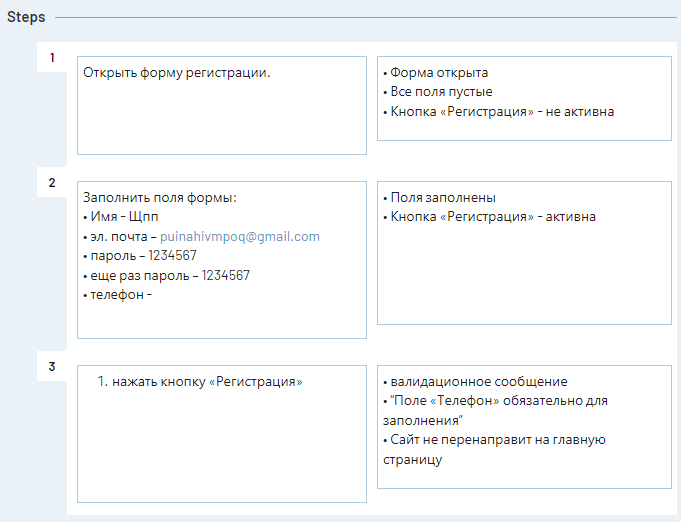 Steps
1
Открыть форму регистрации.
• Форма открыта
• Все поля пустые
• Кнопка «Регистрация» - не активна
2
Заполнить поля формы:
• Имя - Щпп
• эл. почта – puinahivmpoq@gmail.com
• пароль – 1234567
• еще раз пароль – 1234567
• телефон -
• Поля заполнены
• Кнопка «Регистрация» - активна
3
1. нажать кнопку «Регистрация»
• валидационное сообщение
• "Поле «Телефон» обязательно для
заполнения"
• Сайт не перенаправит на главную
страницу